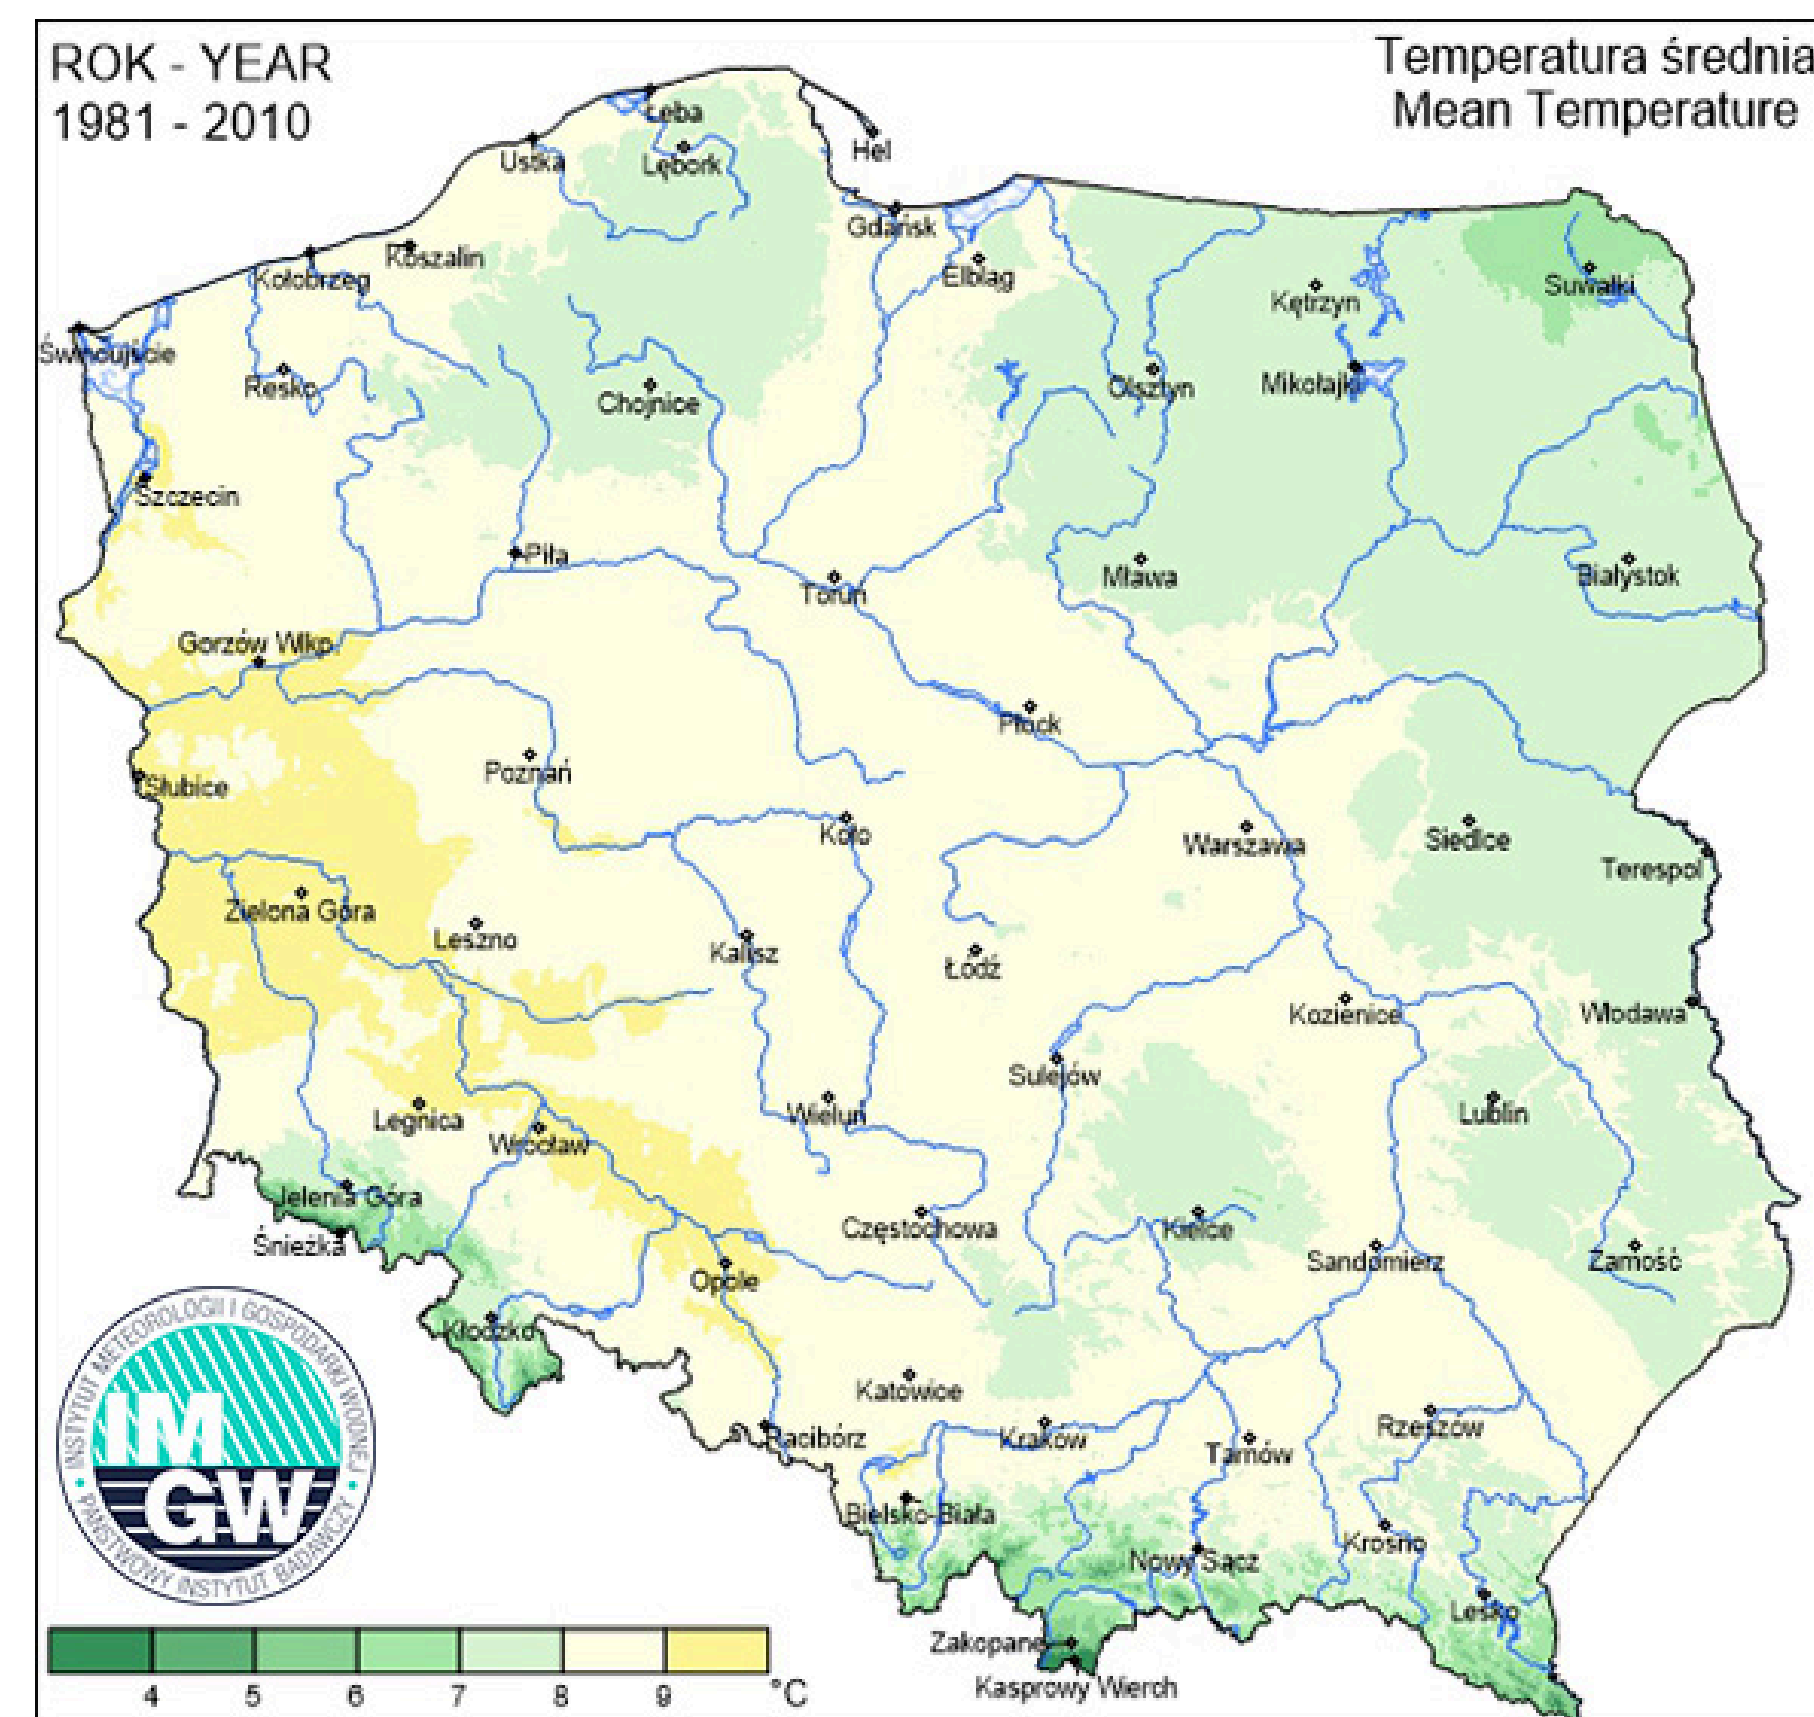 ROK - YEAR
1981 - 2010
Temperatura średnia
Mean Temperature
Łeba
Ustka
Lębork
Hel
Gdańsk
Koszalin
Kołobrzeg
Elbląg
Suwałki
Kętrzyn
Świnoujście
Resko
Chojnice
Olsztyn
Mikołajki
Szczecin
Piła
Toruń
Mława
Białystok
Gorzów Wlkp.
Płock
Poznań
Słubice
Koło
Warszawa
Siedlce
Terespol
Zielona Góra
Leszno
Kalisz
Łódź
Kozienice
Włodawa
Sulejów
Legnica
Wrocław
Wieluń
Lublin
Jelenia Góra
Śnieżka
Częstochowa
Kielce
Sandomierz
Zamość
Opole
Kłodzko
Katowice
Racibórz
Kraków
Tarnów
Rzeszów
Bielsko-Biała
Nowy Sącz
Krosno
Lesko
Zakopane
Kasprowy Wierch
INSTYTUT METEOROLOGII I GOSPODARKI WODNEJ
IM
GW
• PAŃSTWOWY INSTYTUT BADAWCZY •
4 5 6 7 8 9 °C